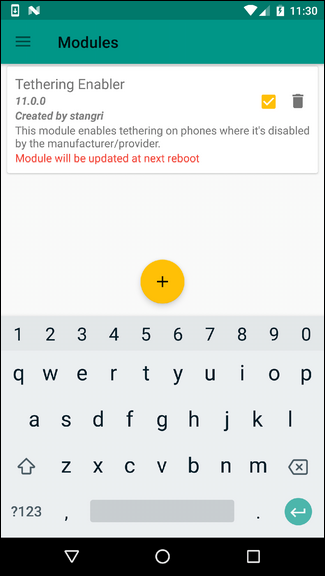 11:30
Modules
Tethering Enabler
11.0.0
Created by stangri
This module enables tethering on phones where it's disabled
by the manufacturer/provider.
Module will be updated at next reboot
+
1 2 3 4 5 6 7 8 9 0
q w e r t y u i o p
a s d f g h j k l
z x c v b n m
?123 , .